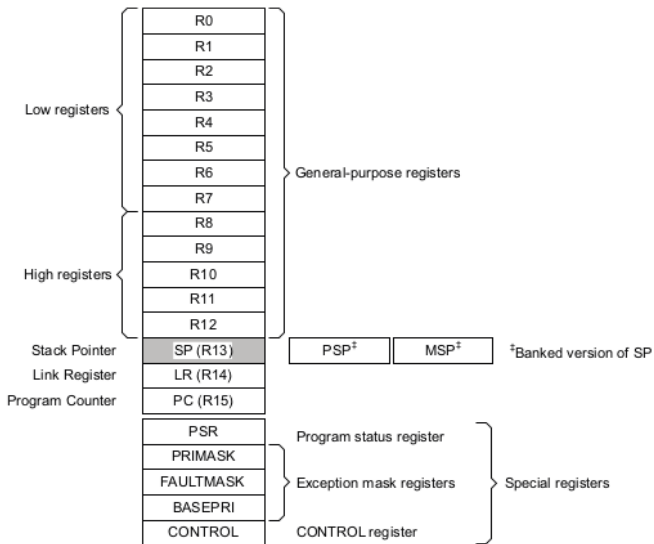 R0
R1
R2
R3
Low registers
R4
R5
R6
General-purpose registers
R7
R8
R9
High registers
R10
R11
R12
Stack Pointer SP (R13) PSP‡ MSP‡ ‡Banked version of SP
Link Register LR (R14)
Program Counter PC (R15)
PSR Program status register
PRIMASK
FAULTMASK Exception mask registers Special registers
BASEPRI
CONTROL CONTROL register